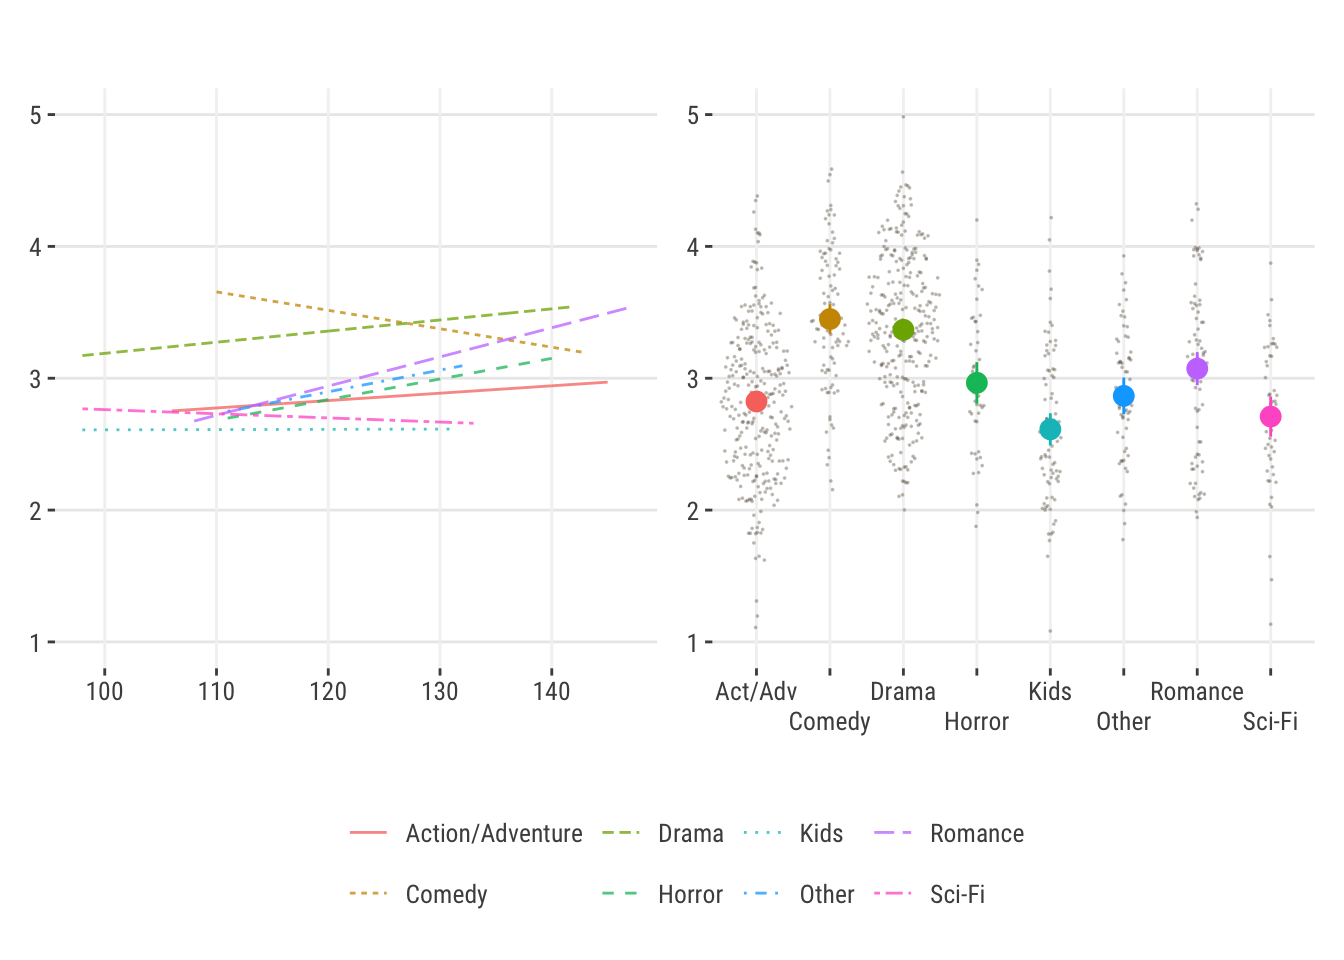 5
4
3
2
1
100 110 120 130 140
5
4
3
2
1
Act/Adv Drama Kids Romance
Comedy Horror Other Sci-Fi
Action/Adventure Drama Kids Romance
Comedy Horror Other Sci-Fi